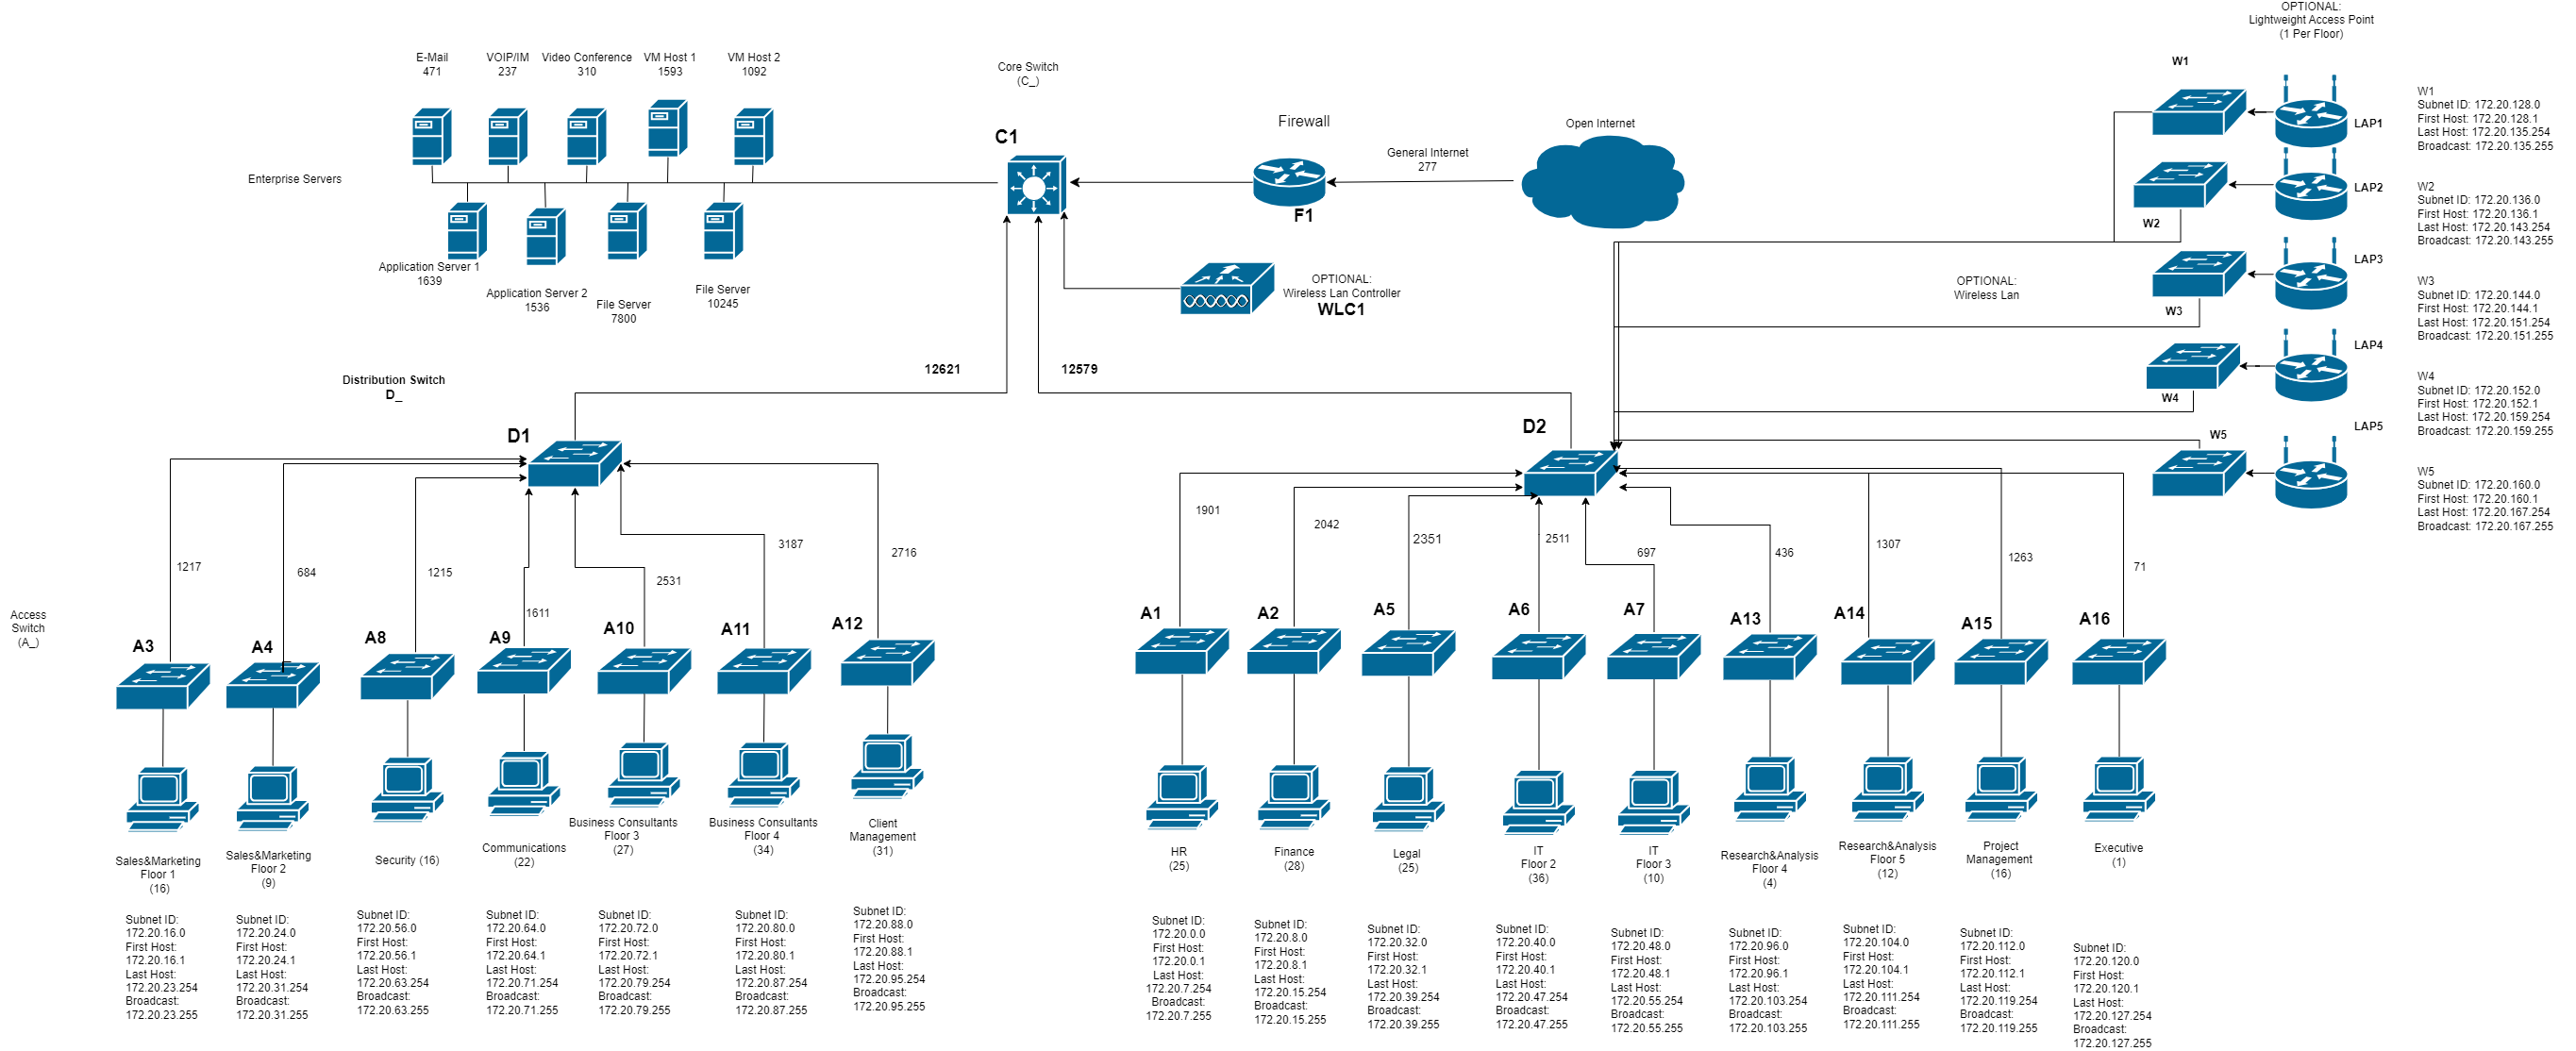 OPTIONAL:
Lightweight Access Point
(1 Per Floor)
E-Mail
471
VOIP/IM
237
Video Conference
310
VM Host 1
1593
VM Host 2
1092
Core Switch
(C_)
C1
Enterprise Servers
Application Server 1
1639
Application Server 2
1536
File Server
7800
File Server
10245
Firewall
F1
General Internet
277
Open Internet
OPTIONAL:
Wireless Lan Controller
WLC1
OPTIONAL:
Wireless Lan
W1
LAP1
W2
LAP2
W3
LAP3
W4
LAP4
W5
LAP5
W1
Subnet ID: 172.20.128.0
First Host: 172.20.128.1
Last Host: 172.20.135.254
Broadcast: 172.20.135.255
W2
Subnet ID: 172.20.136.0
First Host: 172.20.136.1
Last Host: 172.20.143.254
Broadcast: 172.20.143.255
W3
Subnet ID: 172.20.144.0
First Host: 172.20.144.1
Last Host: 172.20.151.254
Broadcast: 172.20.151.255
W4
Subnet ID: 172.20.152.0
First Host: 172.20.152.1
Last Host: 172.20.159.254
Broadcast: 172.20.159.255
W5
Subnet ID: 172.20.160.0
First Host: 172.20.160.1
Last Host: 172.20.167.254
Broadcast: 172.20.167.255
12621
12579
Distribution Switch
D_
D1
D2
1217
684
1215
1611
2531
3187
2716
1901
2042
2351
2511
697
436
1307
1263
71
Access
Switch
(A_)
A3
A4
A8
A9
A10
A11
A12
A1
A2
A5
A6
A7
A13
A14
A15
A16
Sales&Marketing
Floor 1
(16)
Sales&Marketing
Floor 2
(9)
Security (16)
Communications
(22)
Business Consultants
Floor 3
(27)
Business Consultants
Floor 4
(34)
Client
Management
(31)
HR
(25)
Finance
(28)
Legal
(25)
IT
Floor 2
(36)
IT
Floor 3
(10)
Research&Analysis
Floor 4
(4)
Research&Analysis
Floor 5
(12)
Project
Management
(16)
Executive
(1)
Subnet ID:
172.20.16.0
First Host:
172.20.16.1
Last Host:
172.20.23.254
Broadcast:
172.20.23.255
Subnet ID:
172.20.24.0
First Host:
172.20.24.1
Last Host:
172.20.31.254
Broadcast:
172.20.31.255
Subnet ID:
172.20.56.0
First Host:
172.20.56.1
Last Host:
172.20.63.254
Broadcast:
172.20.63.255
Subnet ID:
172.20.64.0
First Host:
172.20.64.1
Last Host:
172.20.71.254
Broadcast:
172.20.71.255
Subnet ID:
172.20.72.0
First Host:
172.20.72.1
Last Host:
172.20.79.254
Broadcast:
172.20.79.255
Subnet ID:
172.20.80.0
First Host:
172.20.80.1
Last Host:
172.20.87.254
Broadcast:
172.20.87.255
Subnet ID:
172.20.88.0
First Host:
172.20.88.1
Last Host:
172.20.95.254
Broadcast:
172.20.95.255
Subnet ID:
172.20.0.0
First Host:
172.20.0.1
Last Host:
172.20.7.254
Broadcast:
172.20.7.255
Subnet ID:
172.20.8.0
First Host:
172.20.8.1
Last Host:
172.20.15.254
Broadcast:
172.20.15.255
Subnet ID:
172.20.32.0
First Host:
172.20.32.1
Last Host:
172.20.39.254
Broadcast:
172.20.39.255
Subnet ID:
172.20.40.0
First Host:
172.20.40.1
Last Host:
172.20.47.254
Broadcast:
172.20.47.255
Subnet ID:
172.20.48.0
First Host:
172.20.48.1
Last Host:
172.20.55.254
Broadcast:
172.20.55.255
Subnet ID:
172.20.96.0
First Host:
172.20.96.1
Last Host:
172.20.103.254
Broadcast:
172.20.103.255
Subnet ID:
172.20.104.0
First Host:
172.20.104.1
Last Host:
172.20.111.254
Broadcast:
172.20.111.255
Subnet ID:
172.20.112.0
First Host:
172.20.112.1
Last Host:
172.20.119.254
Broadcast:
172.20.119.255
Subnet ID:
172.20.120.0
First Host:
172.20.120.1
Last Host:
172.20.127.254
Broadcast:
172.20.127.255